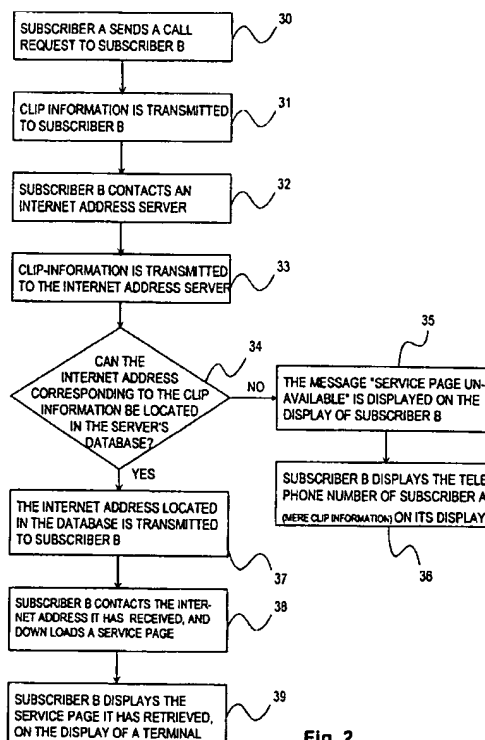 30
SUBSCRIBER A SENDS A CALL
REQUEST TO SUBSCRIBER B
31
CLIP INFORMATION IS TRANSMITTED
TO SUBSCRIBER B
32
SUBSCRIBER B CONTACTS AN
INTERNET ADDRESS SERVER
33
CLIP-INFORMATION IS TRANSMITTED
TO THE INTERNET ADDRESS SERVER
34
CAN THE
INTERNET ADDRESS
CORRESPONDING TO THE CLIP
INFORMATION BE LOCATED
IN THE SERVER'S
DATABASE?
NO
YES
35
THE MESSAGE "SERVICE PAGE UN-
AVAILABLE" IS DISPLAYED ON THE
DISPLAY OF SUBSCRIBER B
SUBSCRIBER B DISPLAYS THE TELE
PHONE NUMBER OF SUBSCRIBER A
(MERE CLIP INFORMATION) ON ITS DISPLAY
36
THE INTERNET ADDRESS LOCATED
IN THE DATABASE IS TRANSMITTED
TO SUBSCRIBER B
37
SUBSCRIBER B CONTACTS THE INTER-
NET ADDRESS IT HAS RECEIVED, AND
DOWN LOADS A SERVICE PAGE
38
SUBSCRIBER B DISPLAYS THE
SERVICE PAGE IT HAS RETRIEVED,
ON THE DISPLAY OF A TERMINAL
39
Fig. 2